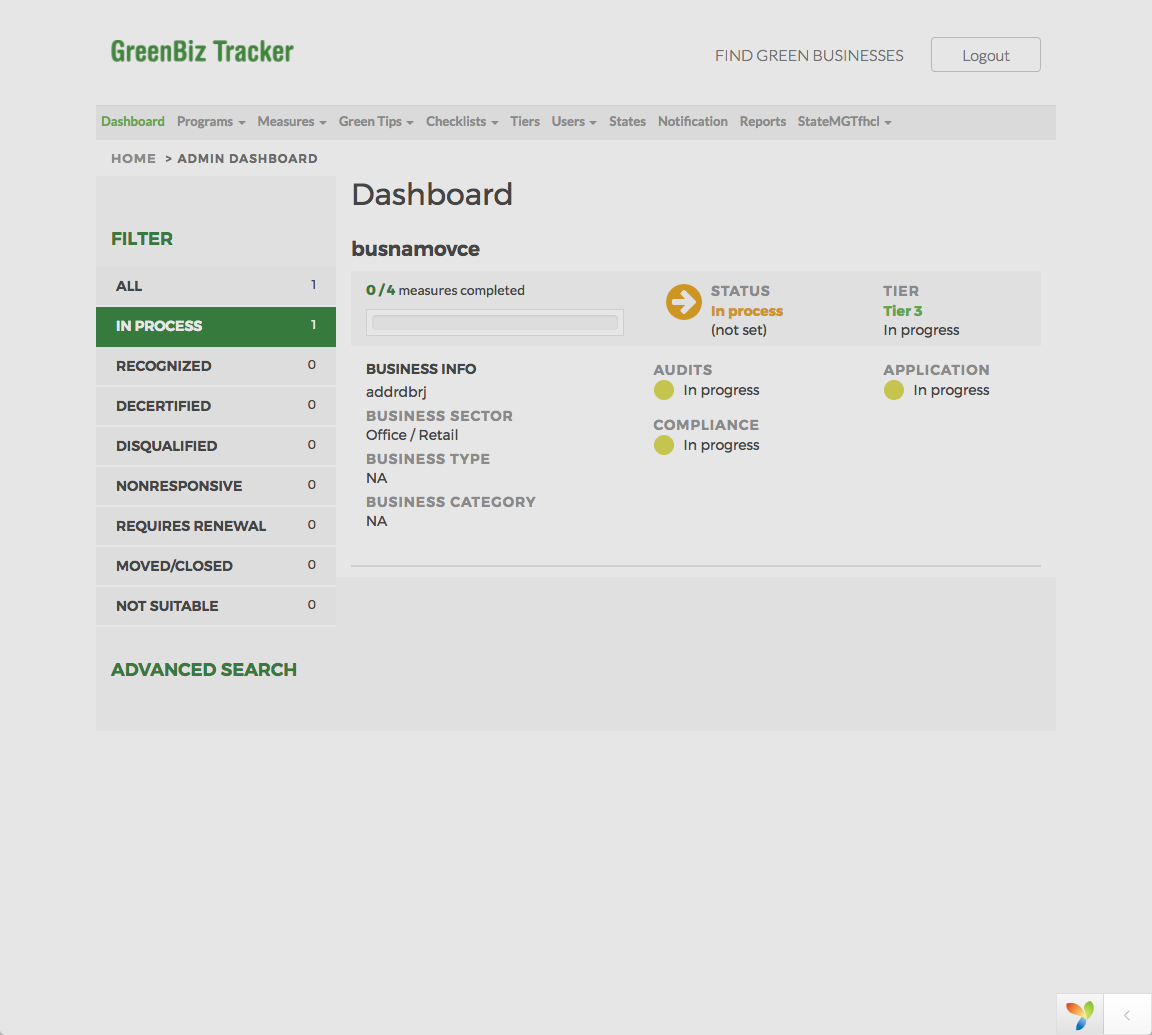 GreenBiz Tracker
FIND GREEN BUSINESSES
Logout
Dashboard Programs Measures Green Tips Checklists Tiers Users States Notification Reports StateMGTfhcl
HOME > ADMIN DASHBOARD
Dashboard
FILTER
ALL 1
IN PROCESS 1
RECOGNIZED 0
DECERTIFIED 0
DISQUALIFIED 0
NONRESPONSIVE 0
REQUIRES RENEWAL 0
MOVED/CLOSED 0
NOT SUITABLE 0
ADVANCED SEARCH
busnamovce
0 / 4 measures completed
STATUS
In process
(not set)
TIER
Tier 3
In progress
BUSINESS INFO
addrdbrj
BUSINESS SECTOR
Office / Retail
BUSINESS TYPE
NA
BUSINESS CATEGORY
NA
AUDITS
In progress
COMPLIANCE
In progress
APPLICATION
In progress